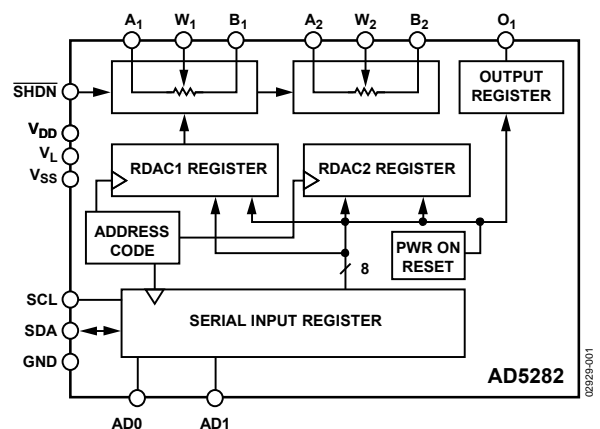 A1 W1 B1 A2 W2 B2 O1
SHDN
OUTPUT
REGISTER
VDD
VL
VSS
RDAC1 REGISTER
RDAC2 REGISTER
ADDRESS
CODE
PWR ON
RESET
8
SCL
SERIAL INPUT REGISTER
SDA
GND
AD5282
AD0
AD1
02929-001